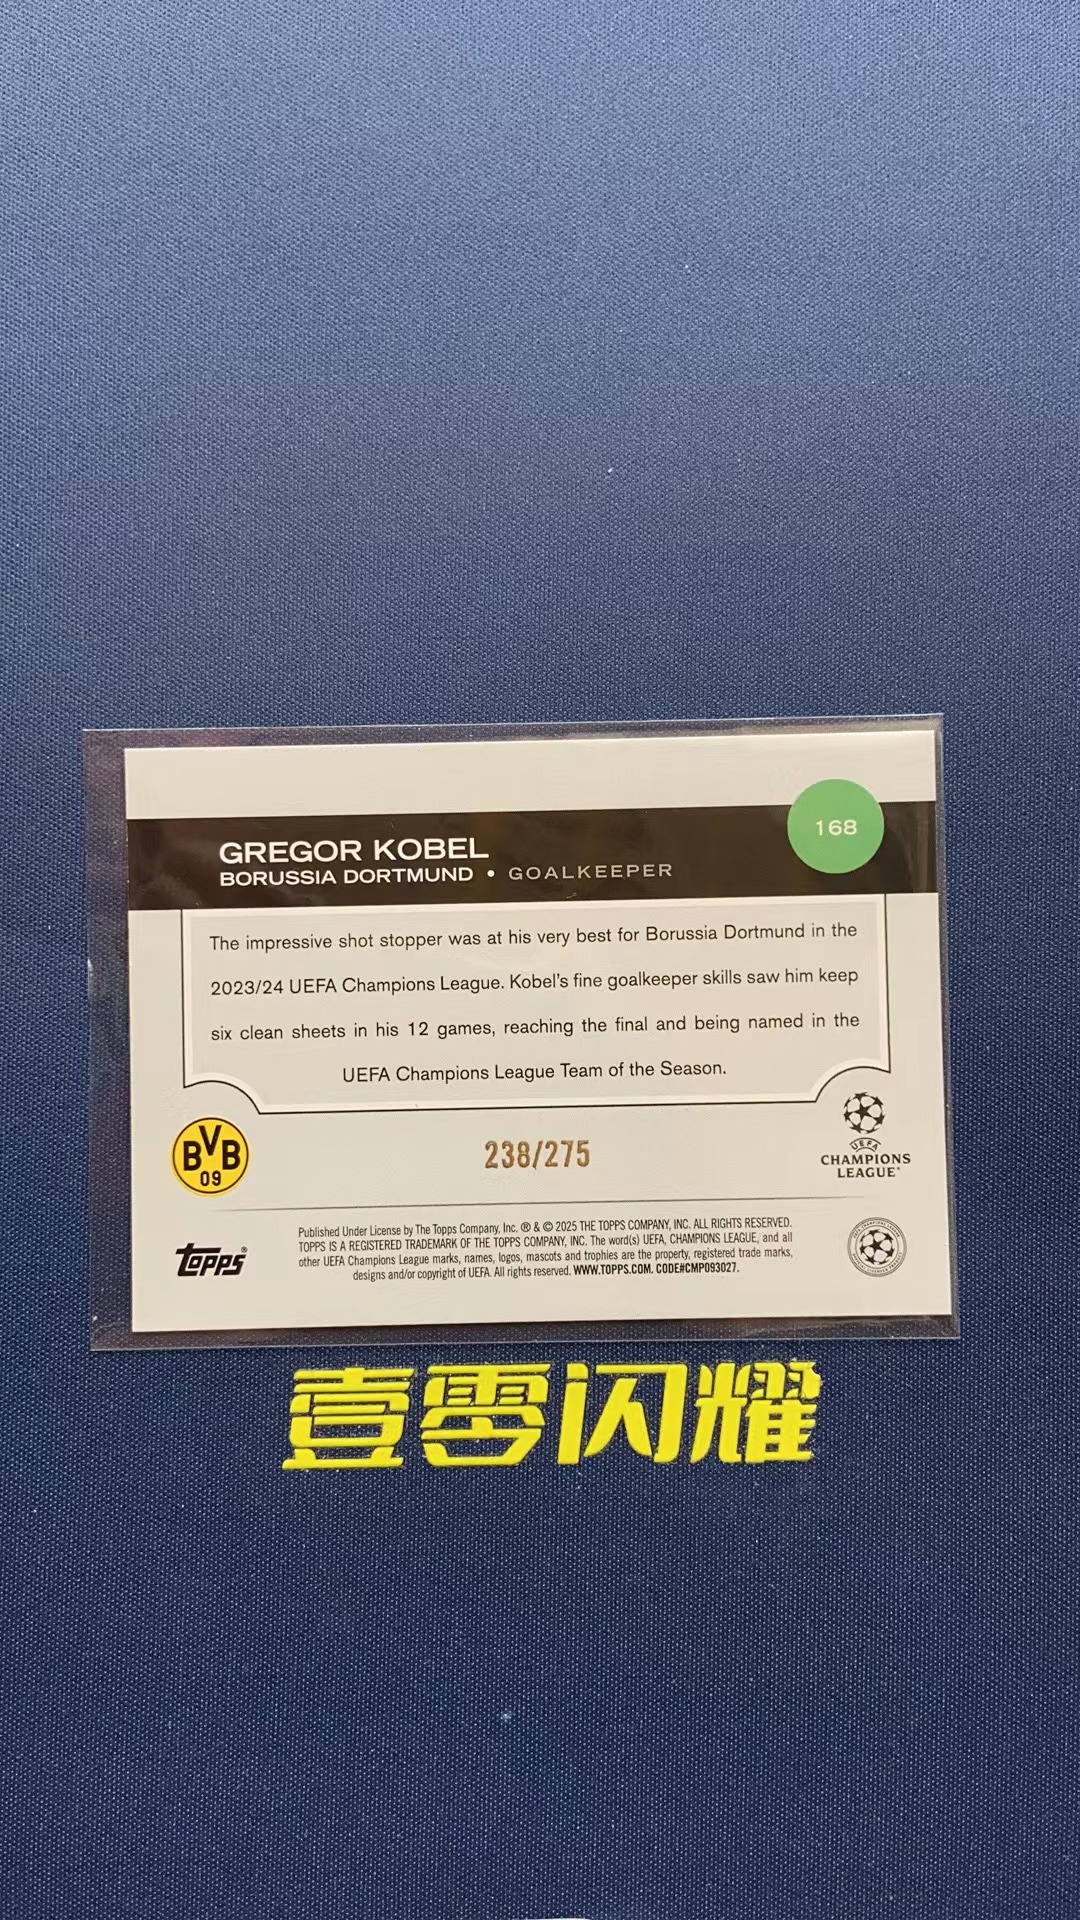 168
GREGOR KOBEL
BORUSSIA DORTMUND • GOALKEEPER
The impressive shot stopper was at his very best for Borussia Dortmund in the
2023/24 UEFA Champions League. Kobel's fine goalkeeper skills saw him keep
six clean sheets in his 12 games, reaching the final and being named in the
UEFA Champions League Team of the Season.
BVB
09
238/275
UEFA
CHAMPIONS
LEAGUE
Topps®
Published Under License by The Topps Company, Inc. ® & © 2025 THE TOPPS COMPANY, INC. ALL RIGHTS RESERVED.
TOPPS IS A REGISTERED TRADEMARK OF THE TOPPS COMPANY, INC. The word(s) UEFA, CHAMPIONS LEAGUE, and all
other UEFA Champions League marks, names, logos, mascots and trophies are the property, registered trade marks,
designs and/or copyright of UEFA. All rights reserved. WWW.TOPPS.COM. CODE#CMP093027.
壹零闪耀